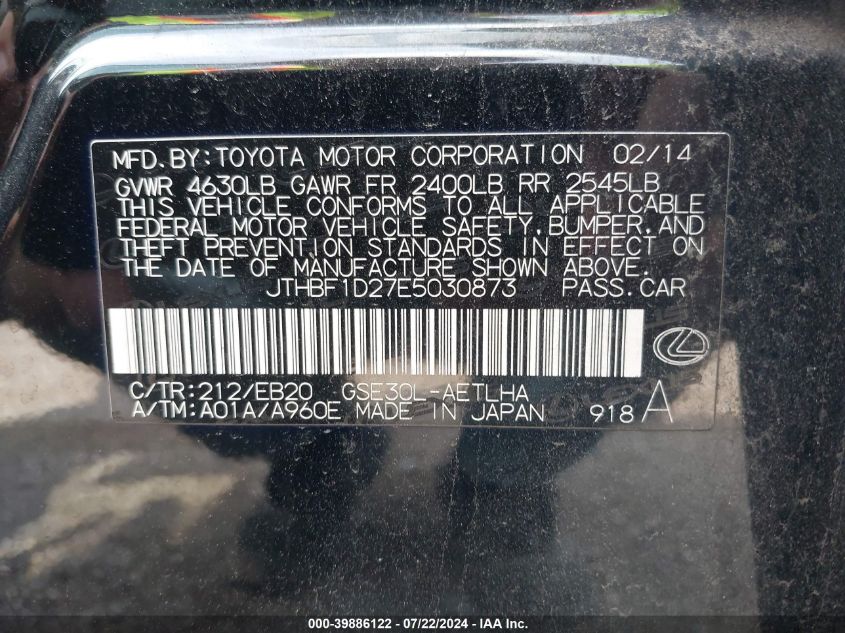 MFD.BY:TOYOTA MOTOR CORPORATION 02/14
GVWR 4630LB GAWR FR 2400LB RR 2545LB
THIS VEHICLE CONFORMS TO ALL APPLICABLE
FEDERAL MOTOR VEHICLE SAFETY,BUMPER,AND
THEFT PREVENTION STANDARDS IN EFFECT ON
THE DATE OF MANUFACTURE SHOWN ABOVE.
JTHBF1D27E5030873 PASS.CAR
C/TR:212/EB20 GSE30L-AETLHA
A/TM:A01A/A960E MADE IN JAPAN 918 A
000-39886122 - 07/22/2024 - IAA Inc.